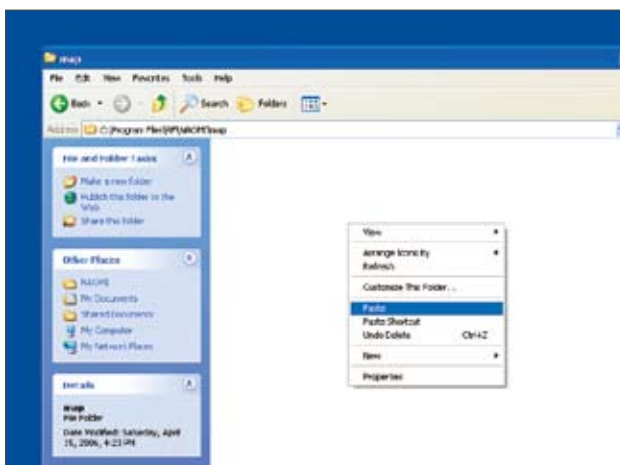 map
File Edit View Favorites Tools Help
Back Search Folders
Address C:\Program Files\
File and Folder Tasks
Make a new folder
Publish this folder to the
Web
Share this folder
Other Places
My Documents
Shared Documents
My Computer
My Network Places
Details
map
File Folder
Date Modified: Saturday, April
15, 2006, 4:23 PM
View
Arrange Icons By
Refresh
Customize This Folder...
Paste
Paste Shortcut
Undo Delete Ctrl+Z
New
Properties